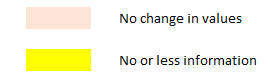 No change in values
No or less information